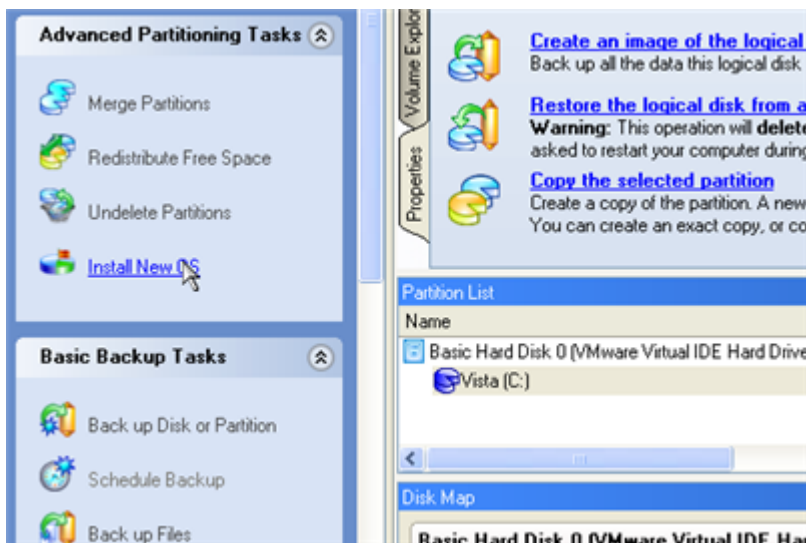 Advanced Partitioning Tasks
Merge Partitions
Redistribute Free Space
Undelete Partitions
Install New OS
Basic Backup Tasks
Back up Disk or Partition
Schedule Backup
Back up Files
Volume Explor
Properties
Create an image of the logical
Back up all the data this logical disk
Restore the logical disk from a
Warning: This operation will delete
asked to restart your computer during
Copy the selected partition
Create a copy of the partition. A new
You can create an exact copy, or co
Partition List
Name
Basic Hard Disk 0 (VMware Virtual IDE Hard Drive
Vista (C:)
Disk Map
Basic Hard Disk 0 (VMware Virtual IDE Har